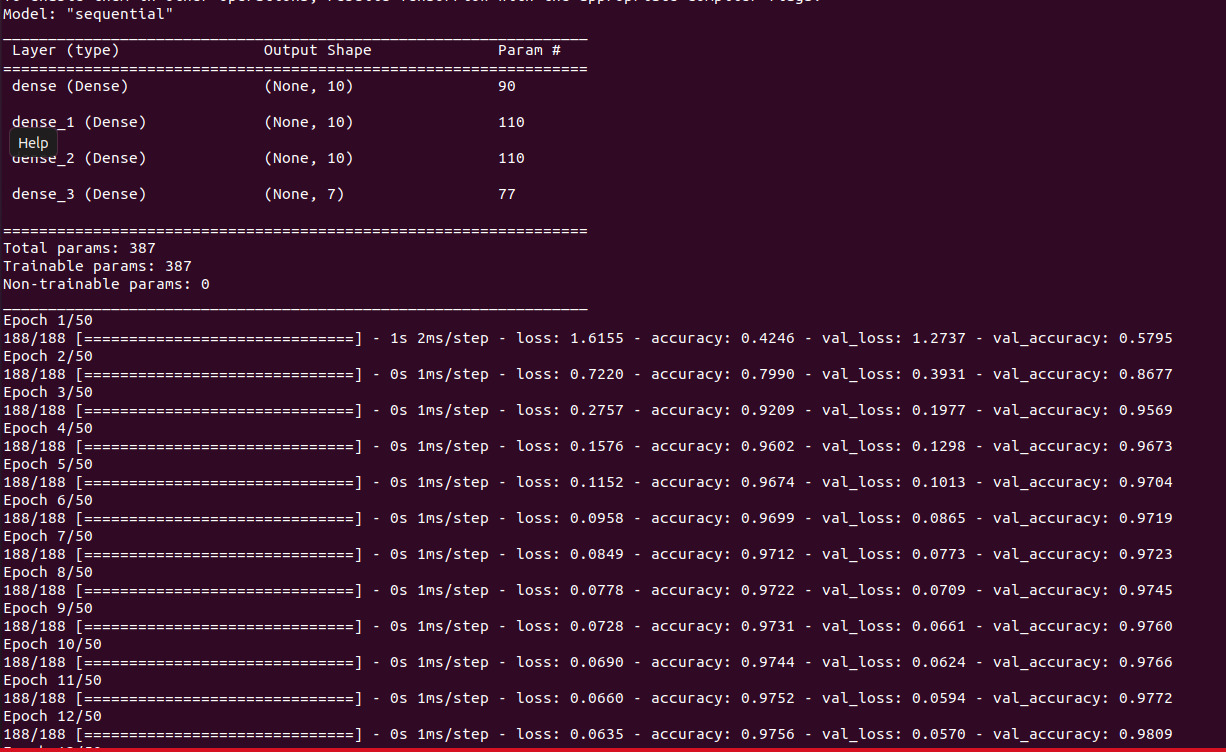 Model: "sequential"
_________________________________________________________________
Layer (type) Output Shape Param #
=================================================================
dense (Dense) (None, 10) 90
dense_1 (Dense) (None, 10) 110
Help
dense_2 (Dense) (None, 10) 110
dense_3 (Dense) (None, 7) 77
=================================================================
Total params: 387
Trainable params: 387
Non-trainable params: 0
_________________________________________________________________
Epoch 1/50
188/188 [==============================] - 1s 2ms/step - loss: 1.6155 - accuracy: 0.4246 - val_loss: 1.2737 - val_accuracy: 0.5795
Epoch 2/50
188/188 [==============================] - 0s 1ms/step - loss: 0.7220 - accuracy: 0.7990 - val_loss: 0.3931 - val_accuracy: 0.8677
Epoch 3/50
188/188 [==============================] - 0s 1ms/step - loss: 0.2757 - accuracy: 0.9209 - val_loss: 0.1977 - val_accuracy: 0.9569
Epoch 4/50
188/188 [==============================] - 0s 1ms/step - loss: 0.1576 - accuracy: 0.9602 - val_loss: 0.1298 - val_accuracy: 0.9673
Epoch 5/50
188/188 [==============================] - 0s 1ms/step - loss: 0.1152 - accuracy: 0.9674 - val_loss: 0.1013 - val_accuracy: 0.9704
Epoch 6/50
188/188 [==============================] - 0s 1ms/step - loss: 0.0958 - accuracy: 0.9699 - val_loss: 0.0865 - val_accuracy: 0.9719
Epoch 7/50
188/188 [==============================] - 0s 1ms/step - loss: 0.0849 - accuracy: 0.9712 - val_loss: 0.0773 - val_accuracy: 0.9723
Epoch 8/50
188/188 [==============================] - 0s 1ms/step - loss: 0.0778 - accuracy: 0.9722 - val_loss: 0.0709 - val_accuracy: 0.9745
Epoch 9/50
188/188 [==============================] - 0s 1ms/step - loss: 0.0728 - accuracy: 0.9731 - val_loss: 0.0661 - val_accuracy: 0.9760
Epoch 10/50
188/188 [==============================] - 0s 1ms/step - loss: 0.0690 - accuracy: 0.9744 - val_loss: 0.0624 - val_accuracy: 0.9766
Epoch 11/50
188/188 [==============================] - 0s 1ms/step - loss: 0.0660 - accuracy: 0.9752 - val_loss: 0.0594 - val_accuracy: 0.9772
Epoch 12/50
188/188 [==============================] - 0s 1ms/step - loss: 0.0635 - accuracy: 0.9756 - val_loss: 0.0570 - val_accuracy: 0.9809